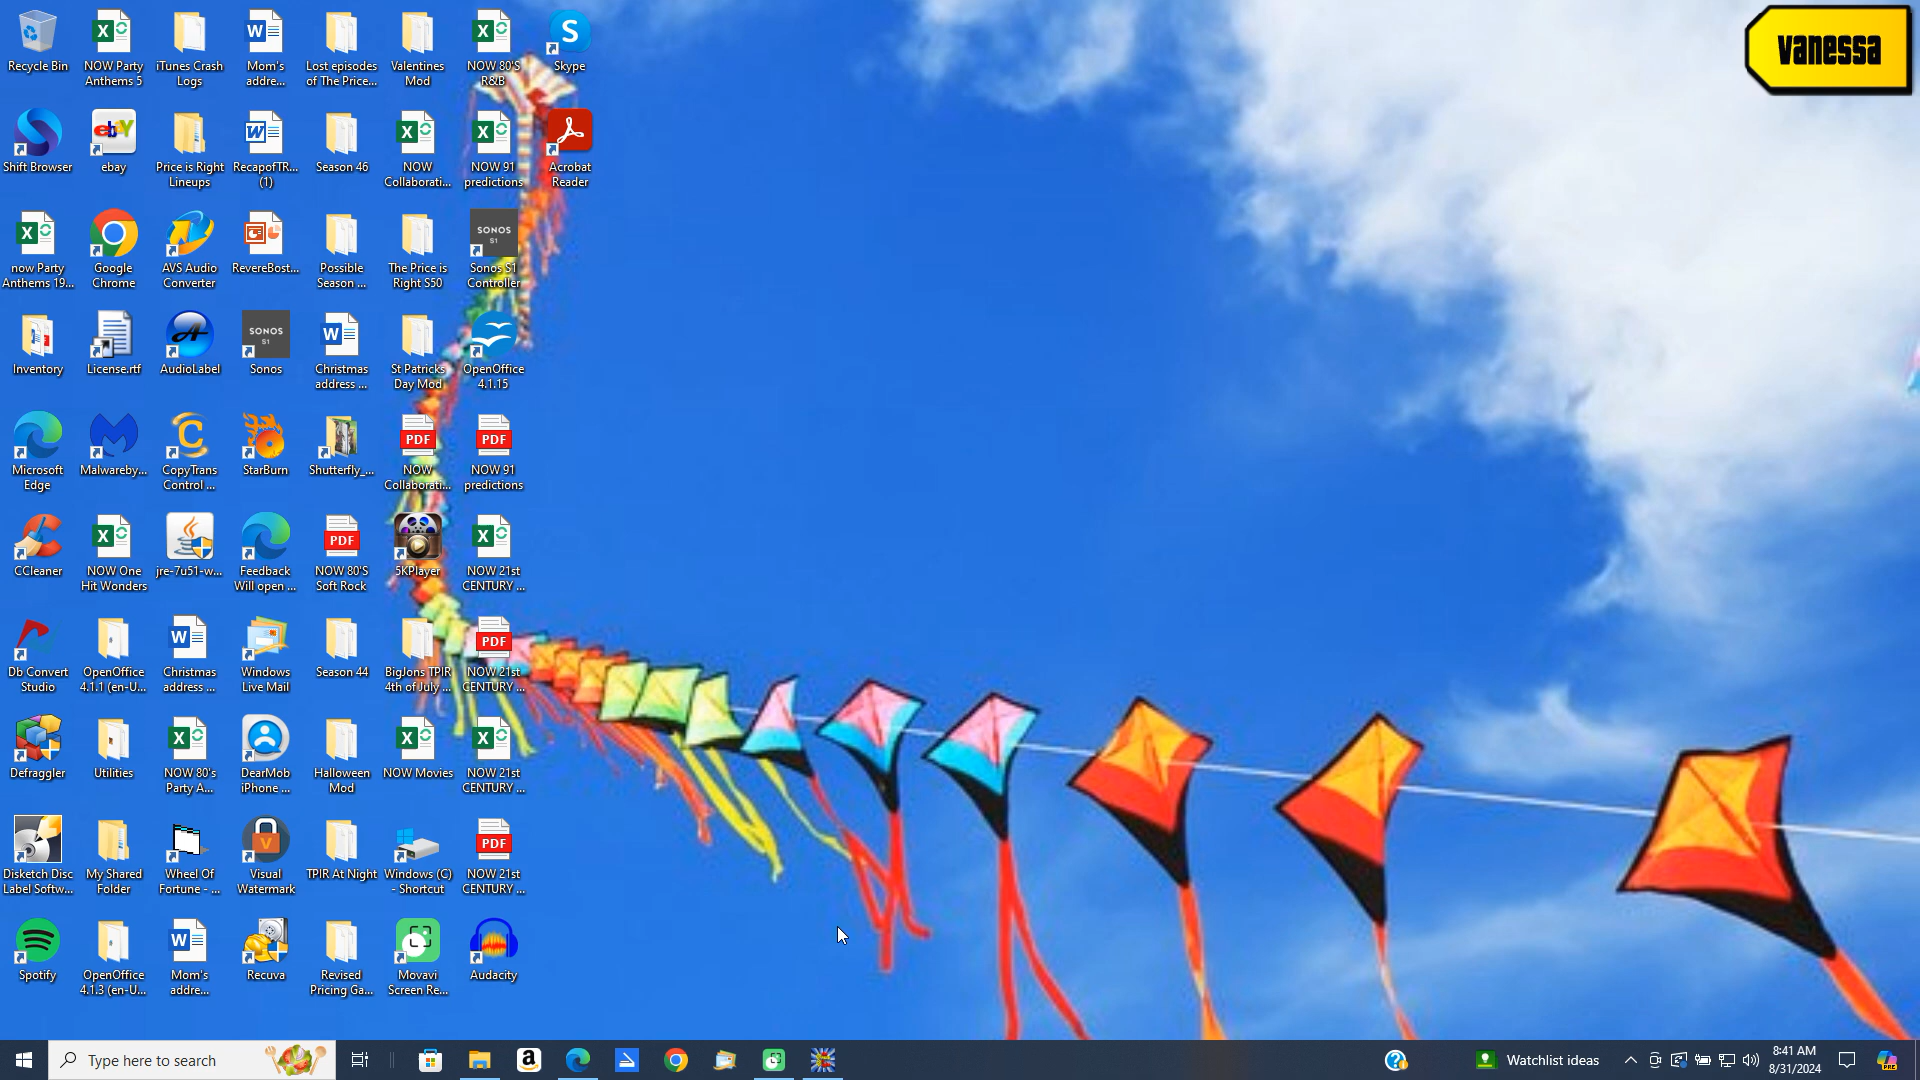 Recycle Bin
NOW Party
Anthems 5
iTunes Crash
Logs
Mom's
addre...
Lost episodes
of The Price...
Valentines
Mod
NOW 80'S
R&B
Skype
vanessa
Shift Browser
ebay
Price is Right
Lineups
RecapofTR...
(1)
Season 46
NOW
Collaborati...
NOW 91
predictions
Acrobat
Reader
now Party
Anthems 19...
Google
Chrome
AVS Audio
Converter
RevereBost...
Possible
Season ...
The Price is
Right S50
SONOS
S1
Sonos S1
Controller
Inventory
License.rtf
AudioLabel
SONOS
S1
Sonos
Christmas
address ...
St Patricks
Day Mod
OpenOffice
4.1.15
Microsoft
Edge
Malwareby...
CopyTrans
Control ...
StarBurn
Shutterfly_...
PDF
NOW
Collaborati...
PDF
NOW 91
predictions
CCleaner
NOW One
Hit Wonders
jre-7u51-w...
Feedback
Will open ...
PDF
NOW 80'S
Soft Rock
5KPlayer
NOW 21st
CENTURY ...
Db Convert
Studio
OpenOffice
4.1.1 (en-U...
Christmas
address ...
Windows
Live Mail
Season 44
BigJons TPIR
4th of July ...
PDF
NOW 21st
CENTURY ...
Defraggler
Utilities
NOW 80's
Party A...
DearMob
iPhone ...
Halloween
Mod
NOW Movies
NOW 21st
CENTURY ...
Disketch Disc
Label Softw...
My Shared
Folder
Wheel Of
Fortune - ...
Visual
Watermark
TPIR At Night
Windows (C)
- Shortcut
PDF
NOW 21st
CENTURY ...
Spotify
OpenOffice
4.1.3 (en-U...
Mom's
addre...
Recuva
Revised
Pricing Ga...
Movavi
Screen Re...
Audacity
Type here to search
Watchlist ideas
8:41 AM
8/31/2024